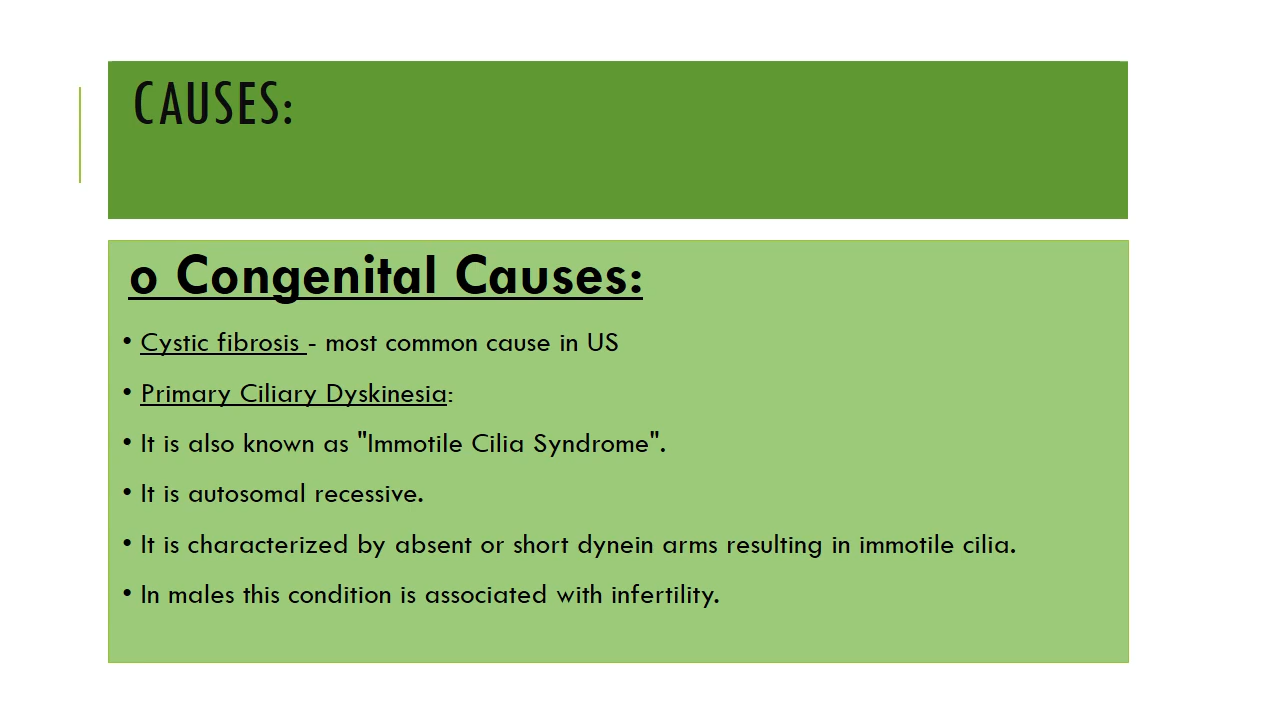 CAUSES:
o Congenital Causes:
• Cystic fibrosis - most common cause in US
• Primary Ciliary Dyskinesia:
• It is also known as "Immotile Cilia Syndrome".
• It is autosomal recessive.
• It is characterized by absent or short dynein arms resulting in immotile cilia.
• In males this condition is associated with infertility.